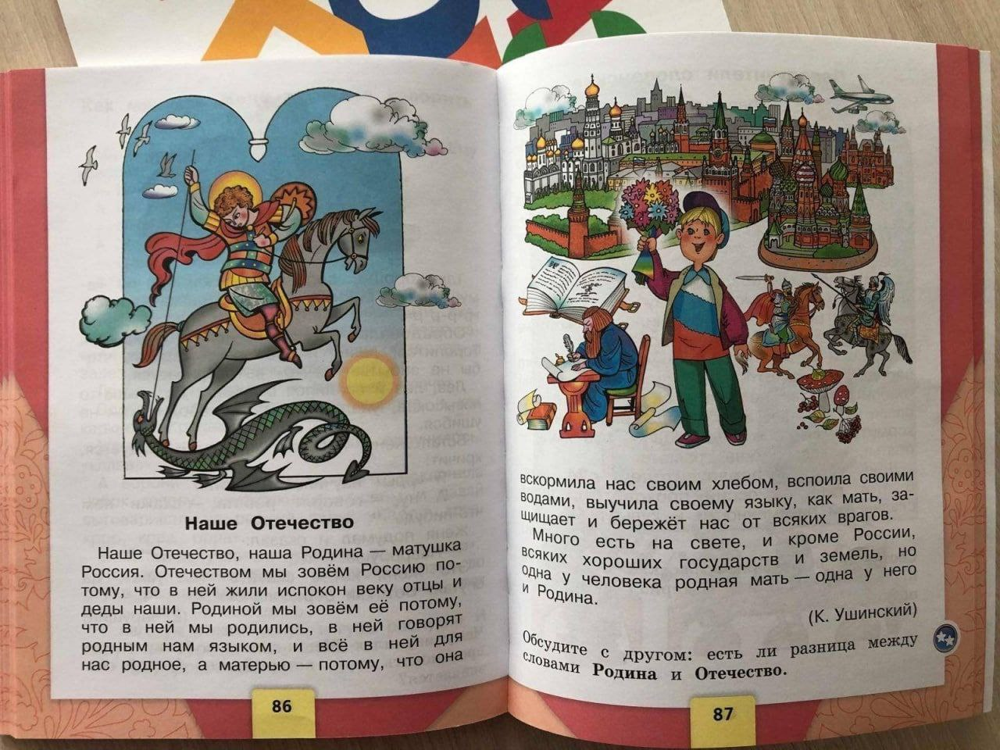 Наше Отечество
Наше Отечество, наша Родина — матушка
Россия. Отечеством мы зовём Россию по-
тому, что в ней жили испокон веку отцы и
деды наши. Родиной мы зовём её потому,
что в ней мы родились, в ней говорят
родным нам языком, и всё в ней для
нас родное, а матерью — потому, что она
86
вскормила нас своим хлебом, вспоила своими
водами, выучила своему языку, как мать, за-
щищает и бережёт нас от всяких врагов.
Много есть на свете, и кроме России,
всяких хороших государств и земель, но
одна у человека родная мать — одна у него
и Родина.
(К. Ушинский)
Обсудите с другом: есть ли разница между
словами Родина и Отечество.
87